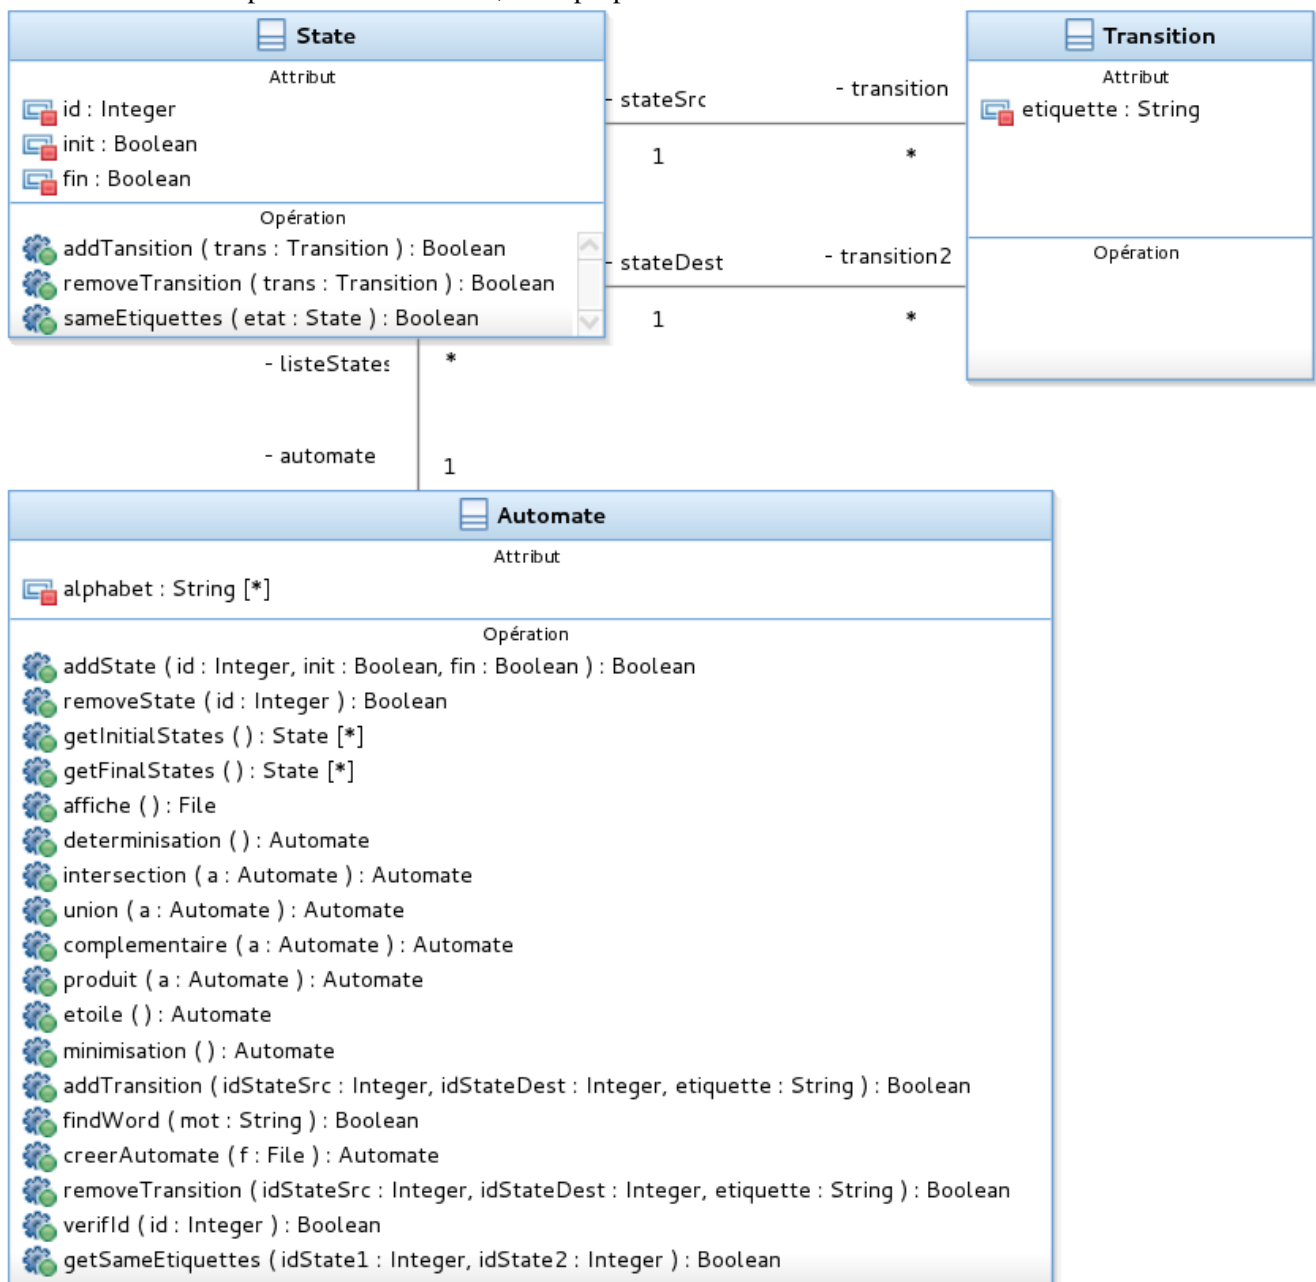 State
Attribut
id : Integer
init : Boolean
fin : Boolean
Opération
addTansition ( trans : Transition ) : Boolean
removeTransition ( trans : Transition ) : Boolean
sameEtiquettes ( etat : State ) : Boolean
- stateSrc
- transition
1
*
- stateDest
- transition2
1
*
Transition
Attribut
etiquette : String
Opération
- listeStates
*
- automate
1
Automate
Attribut
alphabet : String [*]
Opération
addState ( id : Integer, init : Boolean, fin : Boolean ) : Boolean
removeState ( id : Integer ) : Boolean
getInitialStates ( ) : State [*]
getFinalStates ( ) : State [*]
affiche ( ) : File
determinisation ( ) : Automate
intersection ( a : Automate ) : Automate
union ( a : Automate ) : Automate
complementaire ( a : Automate ) : Automate
produit ( a : Automate ) : Automate
etoile ( ) : Automate
minimisation ( ) : Automate
addTransition ( idStateSrc : Integer, idStateDest : Integer, etiquette : String ) : Boolean
findWord ( mot : String ) : Boolean
creerAutomate ( f : File ) : Automate
removeTransition ( idStateSrc : Integer, idStateDest : Integer, etiquette : String ) : Boolean
verifId ( id : Integer ) : Boolean
getSameEtiquettes ( idState1 : Integer, idState2 : Integer ) : Boolean